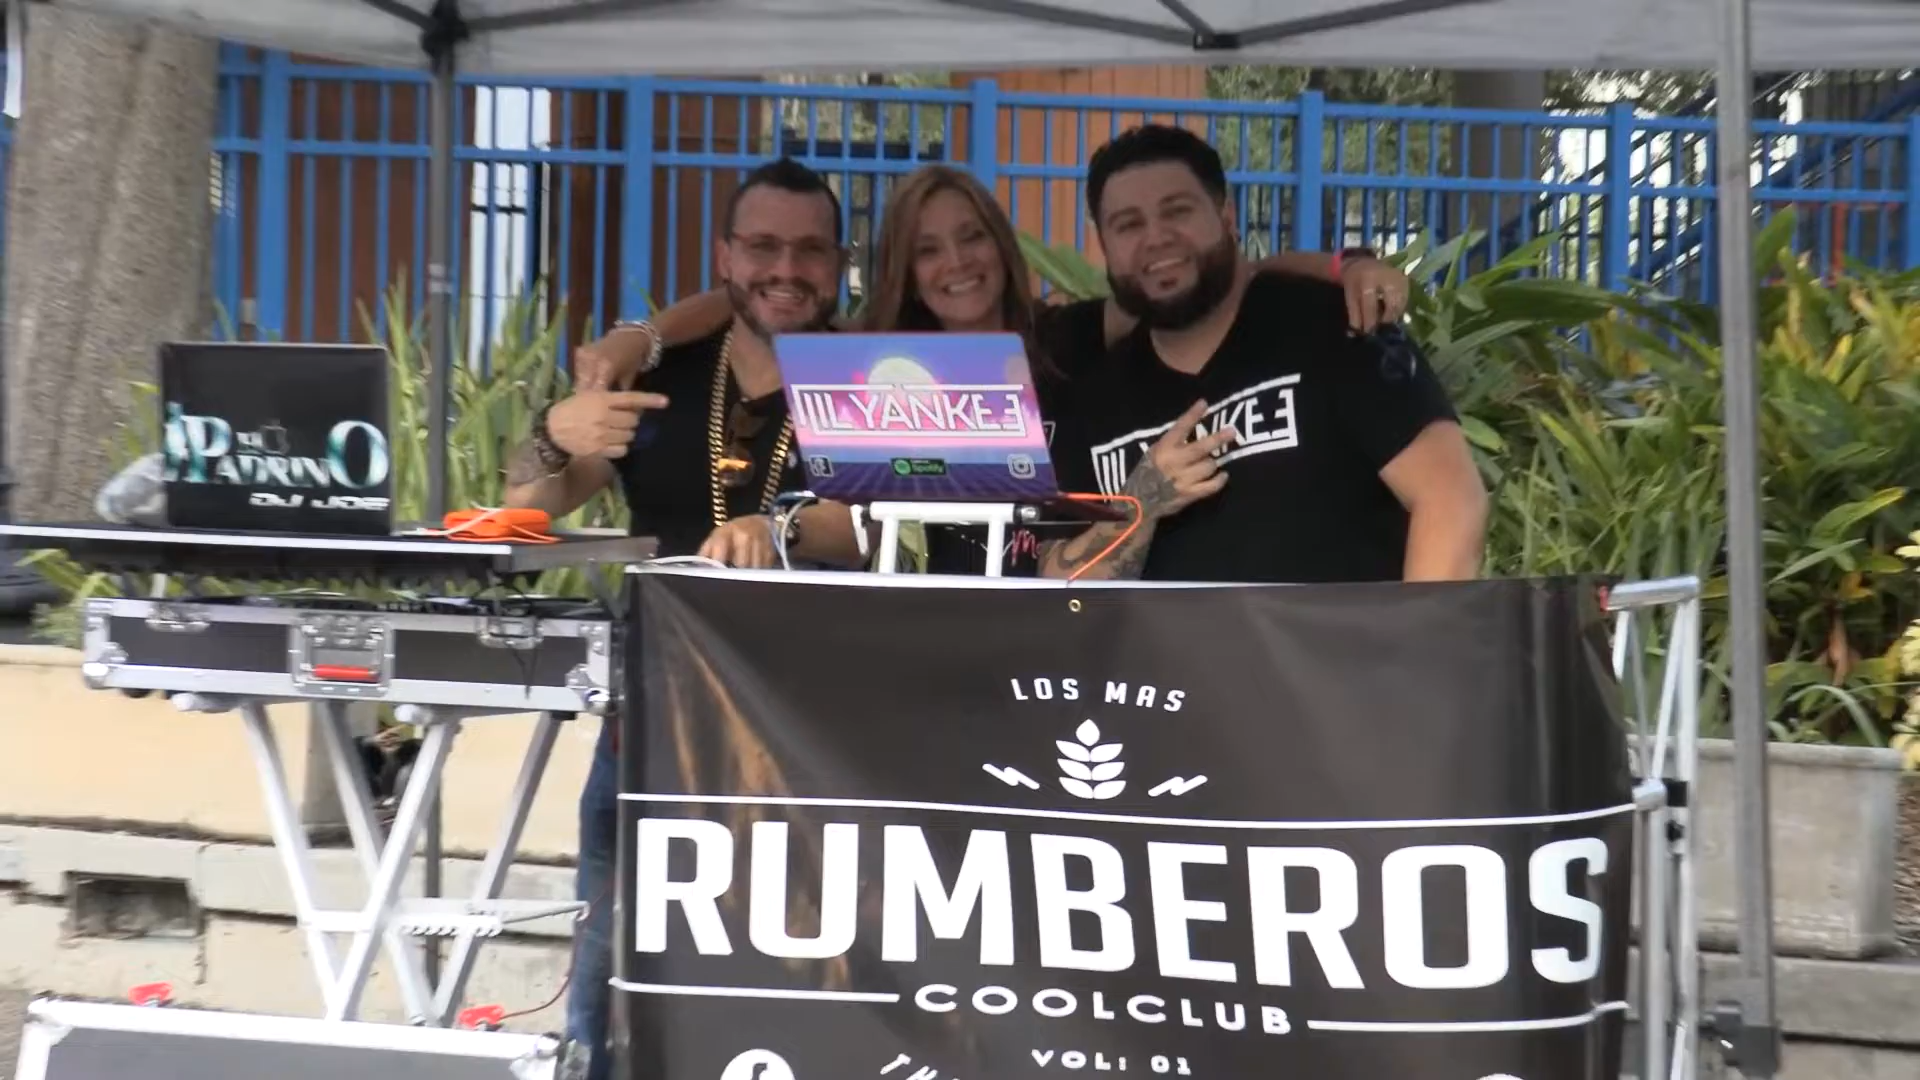 El
PADRINO
DJ JOE
LIL YANKEE
Spotify
LIL YANKEE
LOS MAS
RUMBEROS
COOLCLUB
VOL: 01